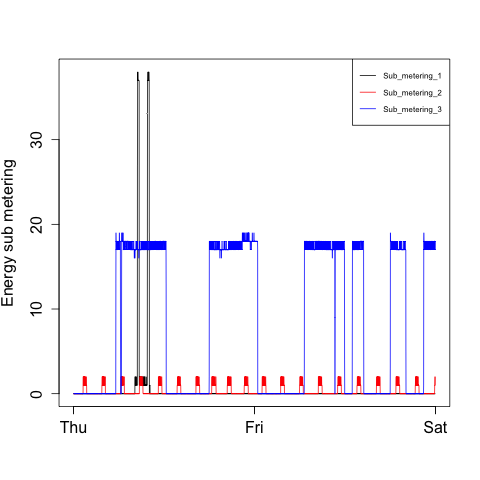 Sub_metering_1
Sub_metering_2
Sub_metering_3
Energy sub metering
30
20
10
0
Thu
Fri
Sat